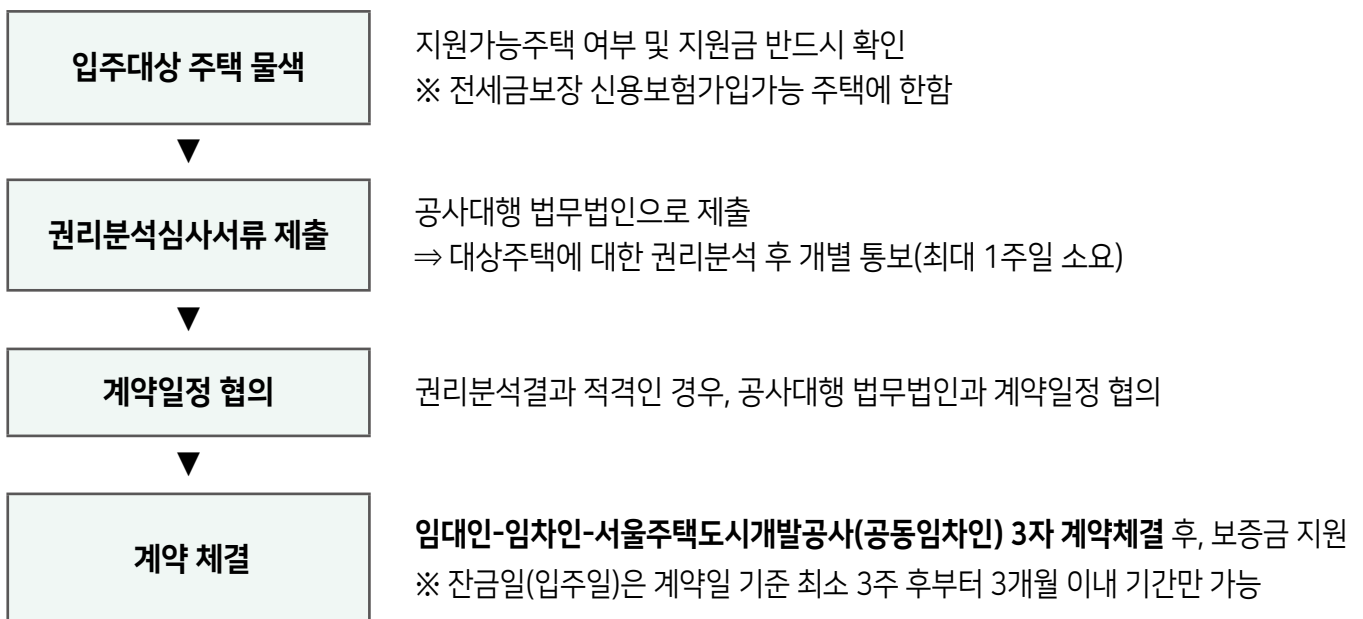 입주대상 주택 물색
지원가능주택 여부 및 지원금 반드시 확인
※ 전세금보장 신용보험가입가능 주택에 한함
▼
권리분석심사서류 제출
공사대행 법무법인으로 제출
⇒ 대상주택에 대한 권리분석 후 개별 통보(최대 1주일 소요)
▼
계약일정 협의
권리분석결과 적격인 경우, 공사대행 법무법인과 계약일정 협의
▼
계약 체결
임대인-임차인-서울주택도시개발공사(공동임차인) 3자 계약체결 후, 보증금 지원
※ 잔금일(입주일)은 계약일 기준 최소 3주 후부터 3개월 이내 기간만 가능